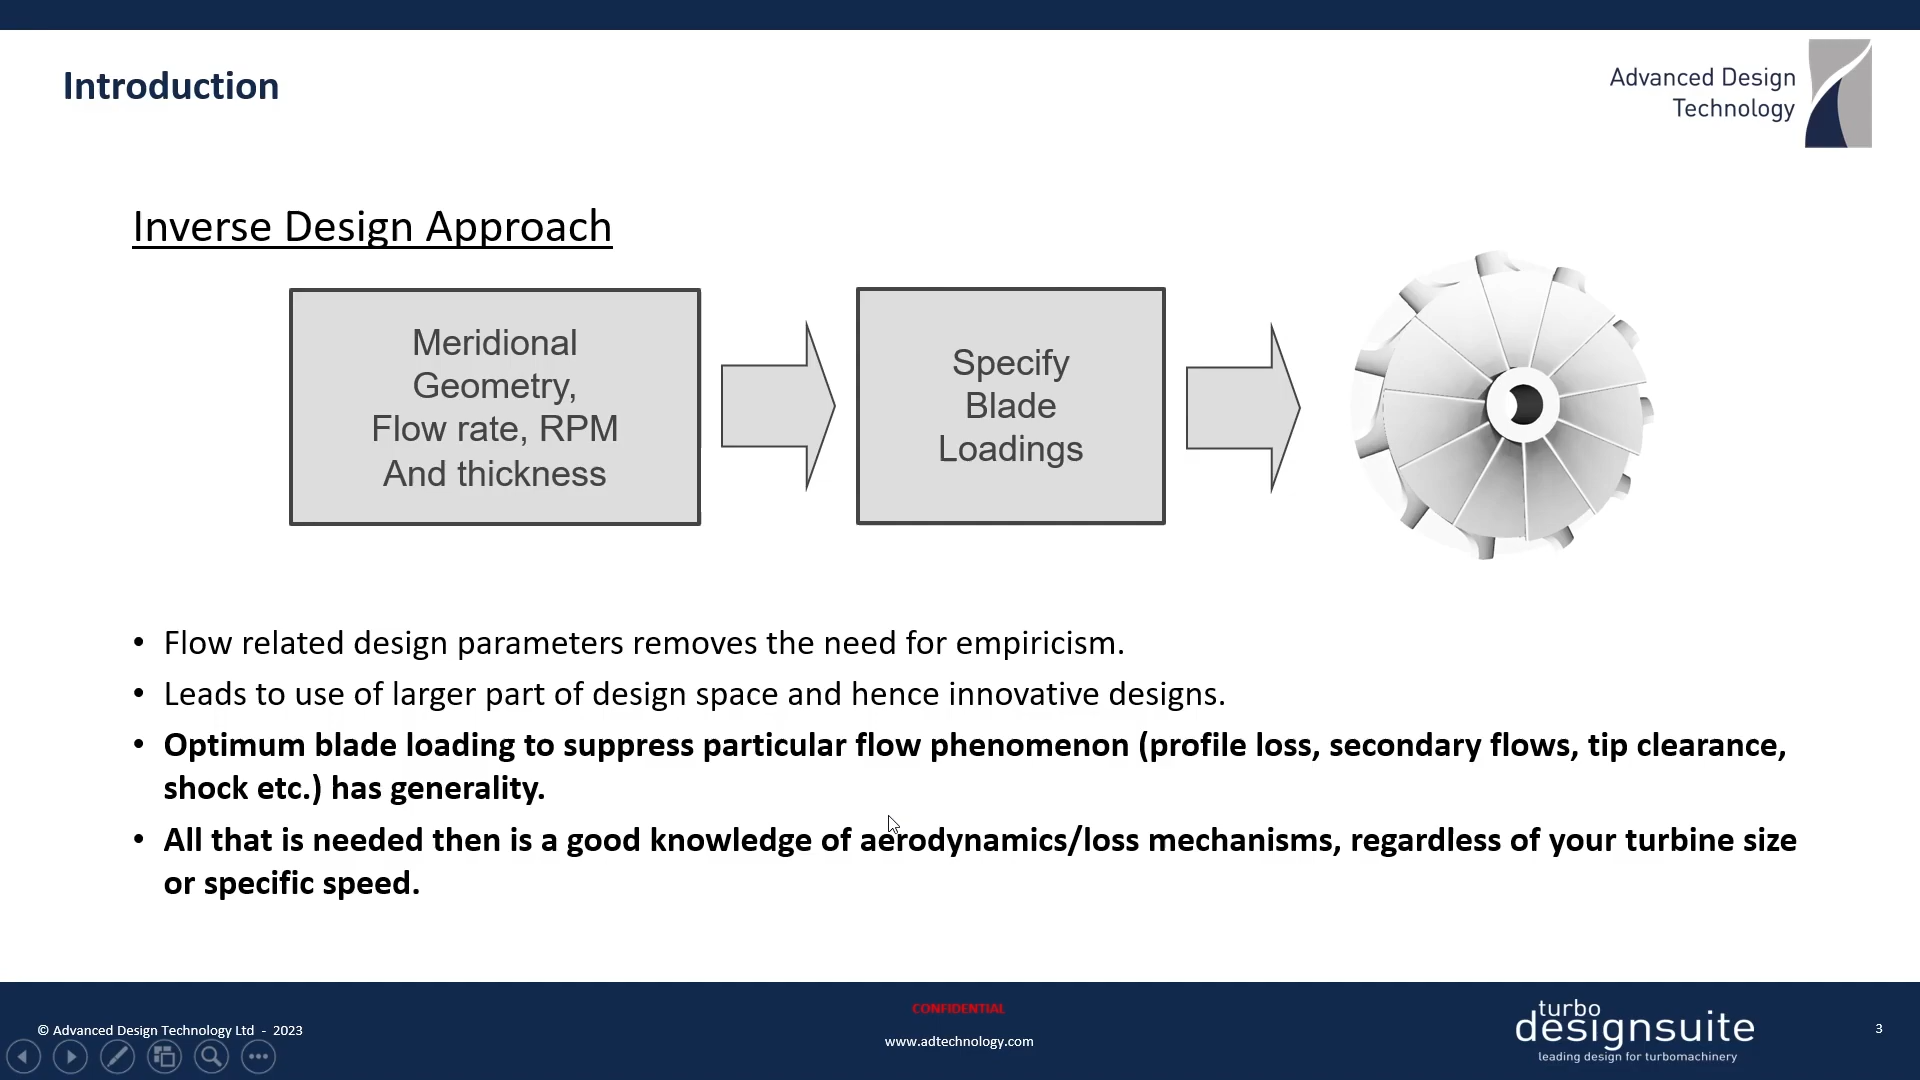 Introduction
Advanced Design
Technology
Inverse Design Approach
Meridional
Geometry,
Flow rate, RPM
And thickness
Specify
Blade
Loadings
• Flow related design parameters removes the need for empiricism.
• Leads to use of larger part of design space and hence innovative designs.
• Optimum blade loading to suppress particular flow phenomenon (profile loss, secondary flows, tip clearance,
shock etc.) has generality.
• All that is needed then is a good knowledge of aerodynamics/loss mechanisms, regardless of your turbine size
or specific speed.
CONFIDENTIAL
© Advanced Design Technology Ltd - 2023
www.adtechnology.com
turbo
designsuite
leading design for turbomachinery
3